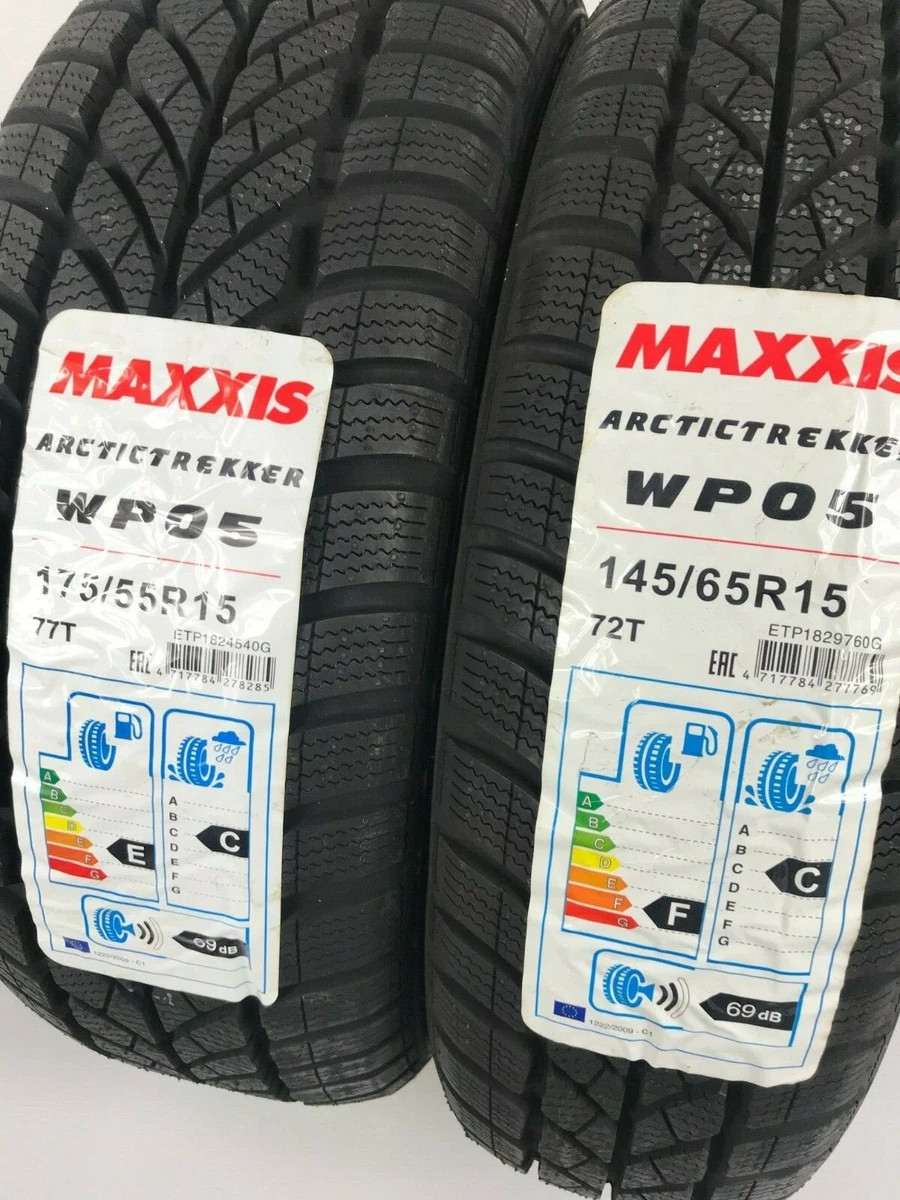 MAXXIS
ARCTICTREKKER
WP05
175/55R15
77T
ETP1824540G
EAC 4 717784 278285
A
B
C
D
E
F
G
E
A
B
C
D
E
F
G
C
69 dB
1222/2009 - C1
MAXXIS
ARCTICTREKKE
WP05
145/65R15
72T
ETP1829760G
EAC 4 717784 277769
A
B
C
D
E
F
G
F
A
B
C
D
E
F
G
C
69 dB
1222/2009 - C1